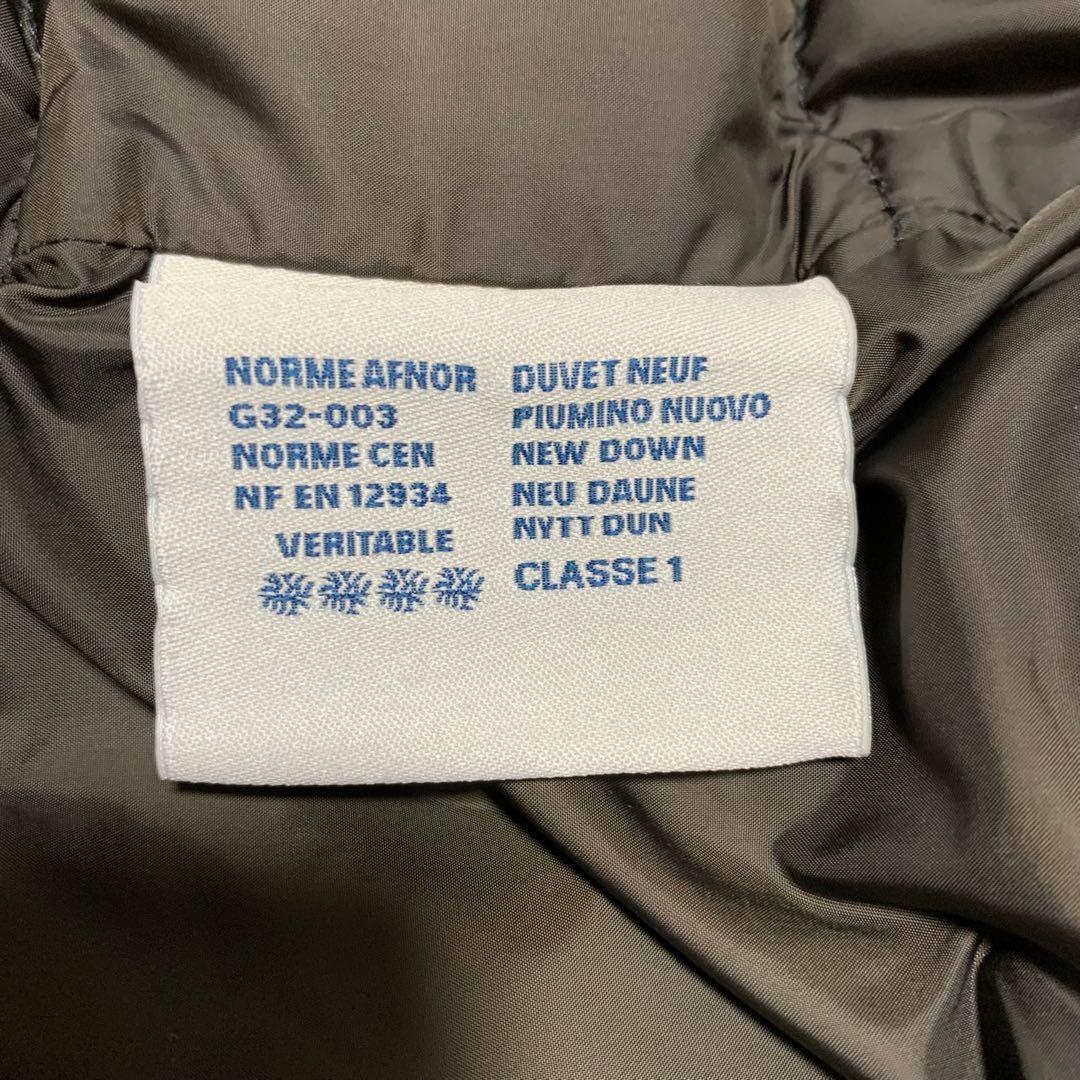 NORME AFNOR
G32-003
NORME CEN
NF EN 12934
VERITABLE
DUVET NEUF
PIUMINO NUOVO
NEW DOWN
NEU DAUNE
NYTT DUN
CLASSE 1